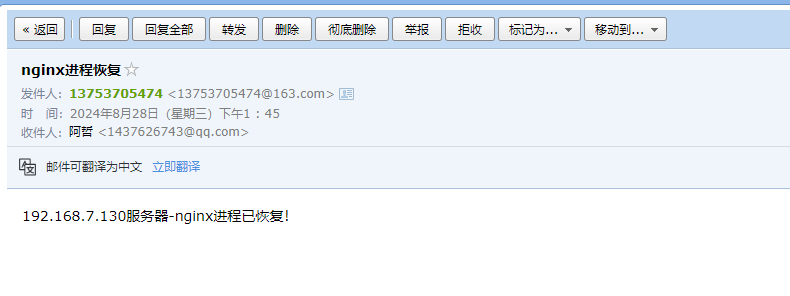 « 返回 回复 回复全部 转发 删除 彻底删除 举报 拒收 标记为... 移动到...
nginx进程恢复
发件人：13753705474 <13753705474@163.com>
时 间：2024年8月28日（星期三）下午1：45
收件人：阿哲 <1437626743@qq.com>
邮件可翻译为中文 立即翻译
192.168.7.130服务器-nginx进程已恢复！